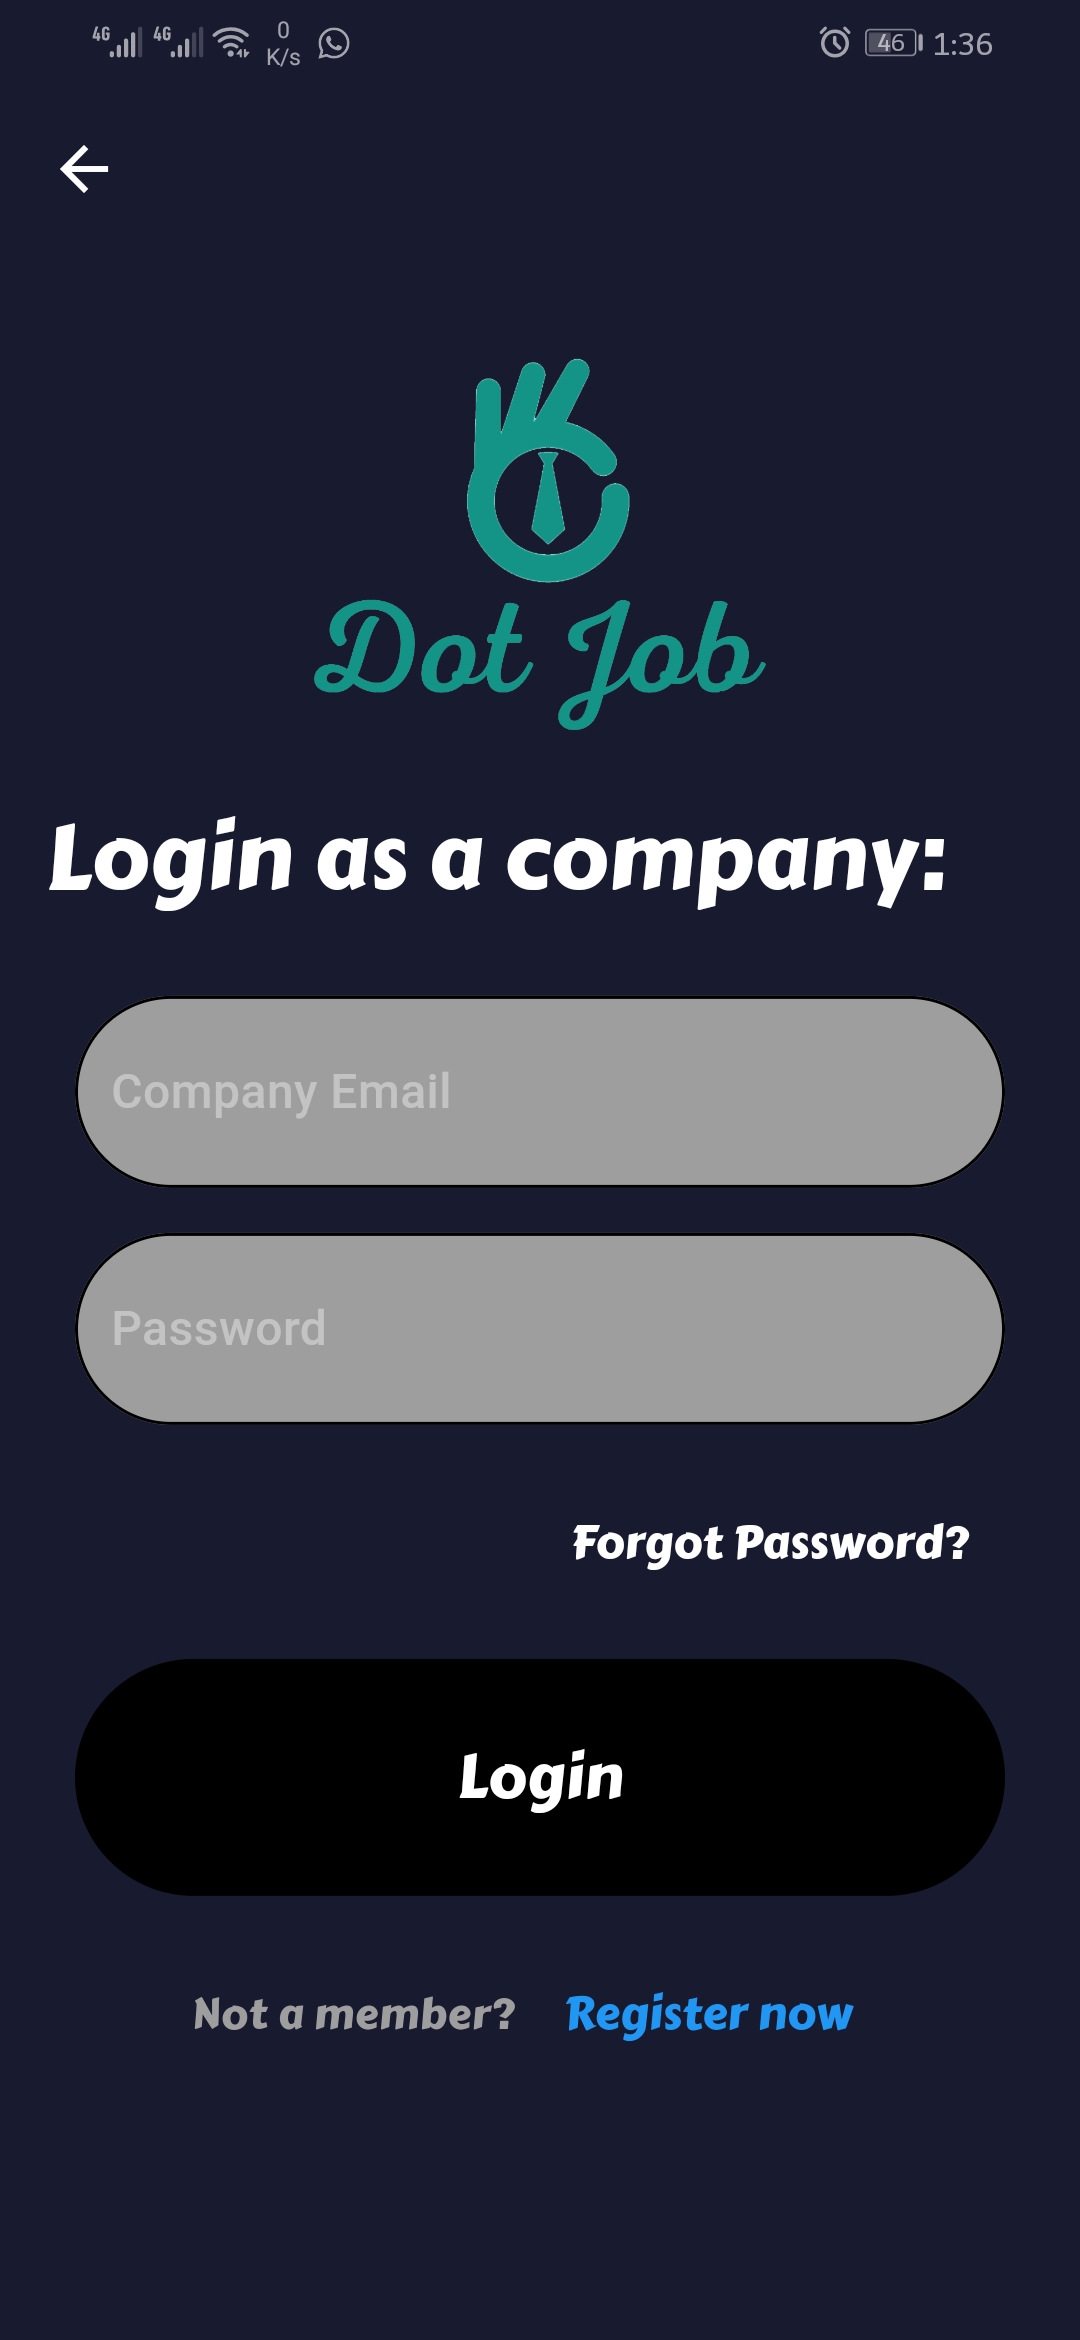 4G 4G 0 K/s 46 1:36
Dot Job
Login as a company:
Company Email
Password
Forgot Password?
Login
Not a member? Register now